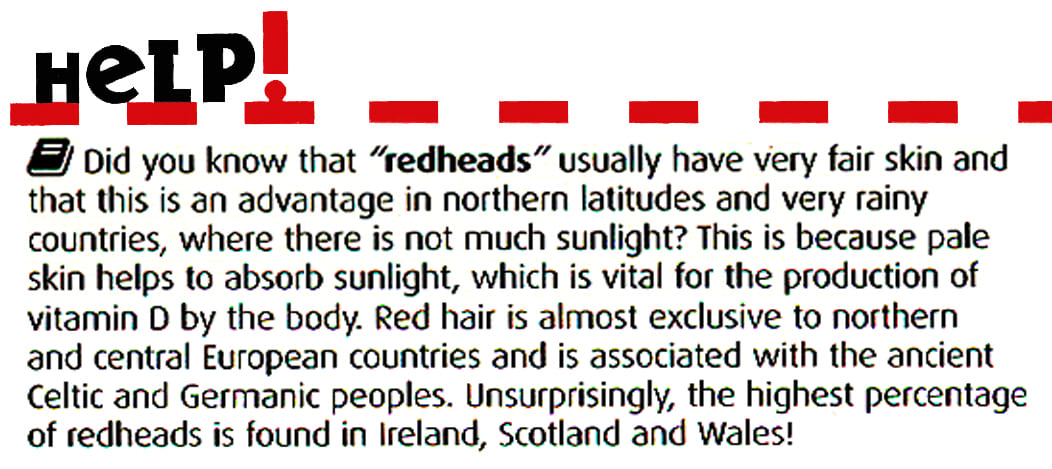 HeLP!
Did you know that "redheads" usually have very fair skin and
that this is an advantage in northern latitudes and very rainy
countries, where there is not much sunlight? This is because pale
skin helps to absorb sunlight, which is vital for the production of
vitamin D by the body. Red hair is almost exclusive to northern
and central European countries and is associated with the ancient
Celtic and Germanic peoples. Unsurprisingly, the highest percentage
of redheads is found in Ireland, Scotland and Wales!